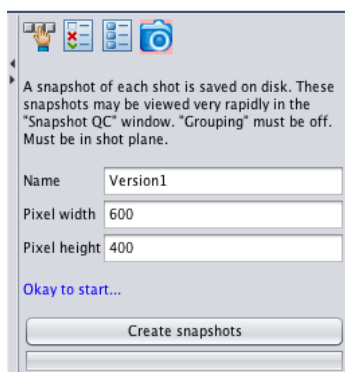 A snapshot of each shot is saved on disk. These
snapshots may be viewed very rapidly in the
"Snapshot QC" window. "Grouping" must be off.
Must be in shot plane.
Name Version1
Pixel width 600
Pixel height 400
Okay to start...
Create snapshots